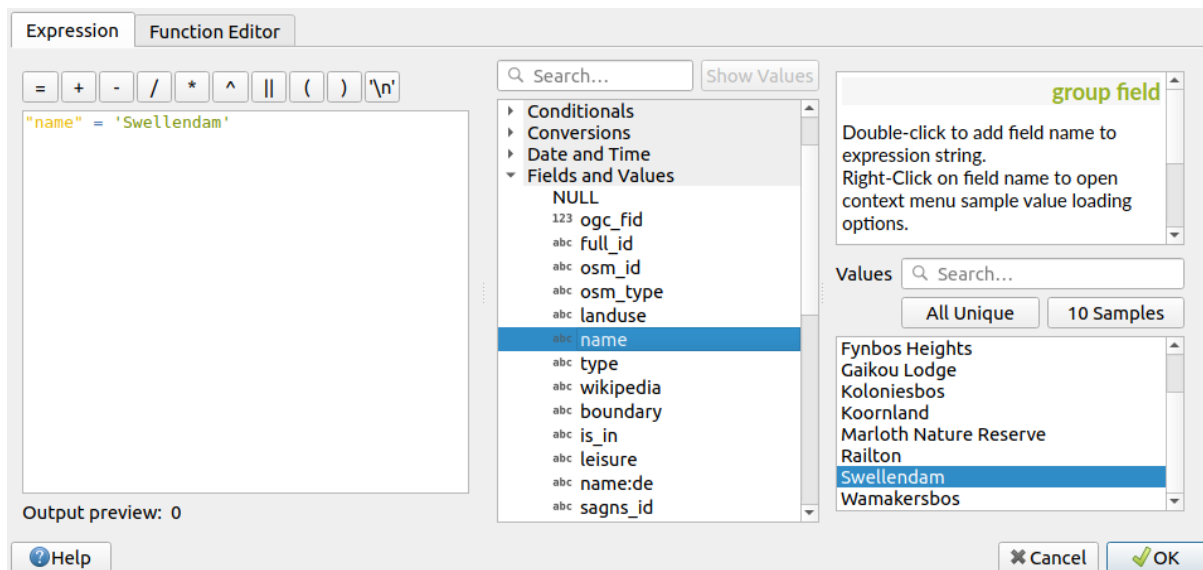 Expression
Function Editor
= + - / * ^ || ( ) '\n'
"name" = 'Swellendam'
Output preview: 0
Search...
Show Values
Conditionals
Conversions
Date and Time
Fields and Values
NULL
123 ogc_fid
abc full_id
abc osm_id
abc osm_type
abc landuse
abc name
abc type
abc wikipedia
abc boundary
abc is_in
abc leisure
abc name:de
abc sagns_id
group field
Double-click to add field name to
expression string.
Right-Click on field name to open
context menu sample value loading
options.
Values
Search...
All Unique
10 Samples
Fynbos Heights
Gaikou Lodge
Koloniesbos
Koornland
Marloth Nature Reserve
Railton
Swellendam
Wamakersbos
Help
Cancel
OK